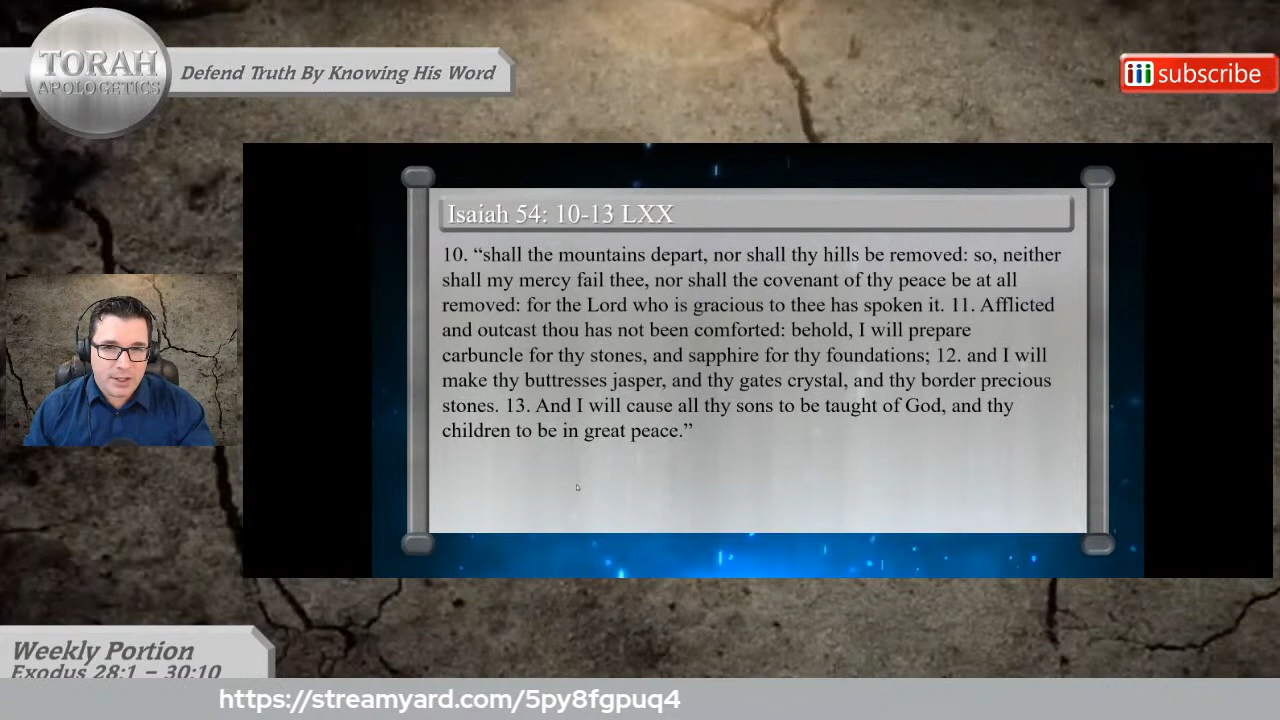 TORAH
APOLOGETICS
Defend Truth By Knowing His Word
subscribe
Isaiah 54: 10-13 LXX
10. “shall the mountains depart, nor shall thy hills be removed: so, neither
shall my mercy fail thee, nor shall the covenant of thy peace be at all
removed: for the Lord who is gracious to thee has spoken it. 11. Afflicted
and outcast thou has not been comforted: behold, I will prepare
carbuncle for thy stones, and sapphire for thy foundations; 12. and I will
make thy buttresses jasper, and thy gates crystal, and thy border precious
stones. 13. And I will cause all thy sons to be taught of God, and thy
children to be in great peace.”
Weekly Portion
Exodus 28:1 – 30:10
https://streamyard.com/5py8fgpuq4